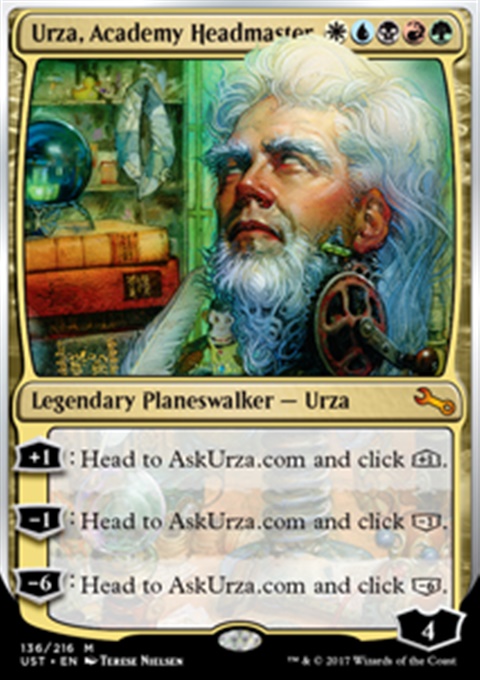 Urza, Academy Headmaster
Legendary Planeswalker — Urza
+1 : Head to AskUrza.com and click +1.
-1 : Head to AskUrza.com and click -1.
-6 : Head to AskUrza.com and click -6.
4
136/216 M
UST • EN Terese Nielsen
™ & © 2017 Wizards of the Coast